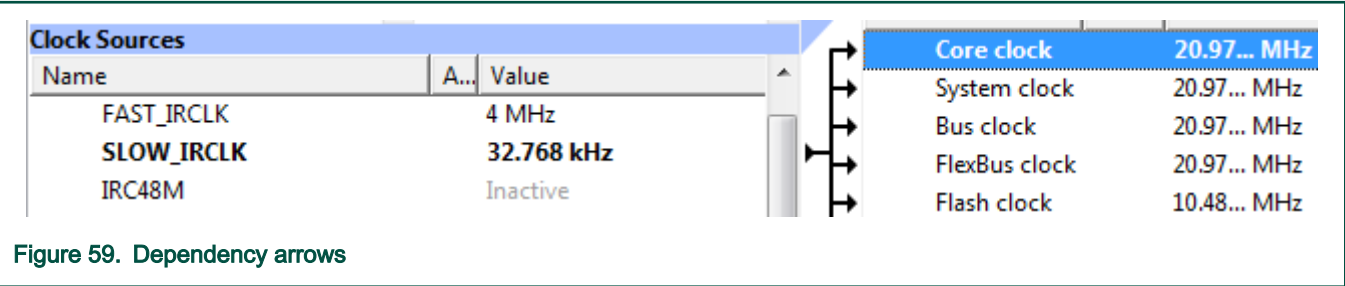 Clock Sources
Name A... Value
FAST_IRCLK 4 MHz
SLOW_IRCLK 32.768 kHz
IRC48M Inactive
Core clock 20.97... MHz
System clock 20.97... MHz
Bus clock 20.97... MHz
FlexBus clock 20.97... MHz
Flash clock 10.48... MHz
Figure 59. Dependency arrows